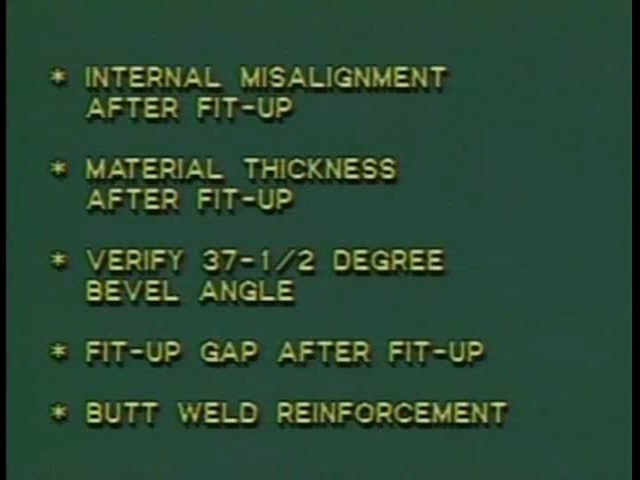 * INTERNAL MISALIGNMENT
AFTER FIT-UP
* MATERIAL THICKNESS
AFTER FIT-UP
* VERIFY 37-1/2 DEGREE
BEVEL ANGLE
* FIT-UP GAP AFTER FIT-UP
* BUTT WELD REINFORCEMENT